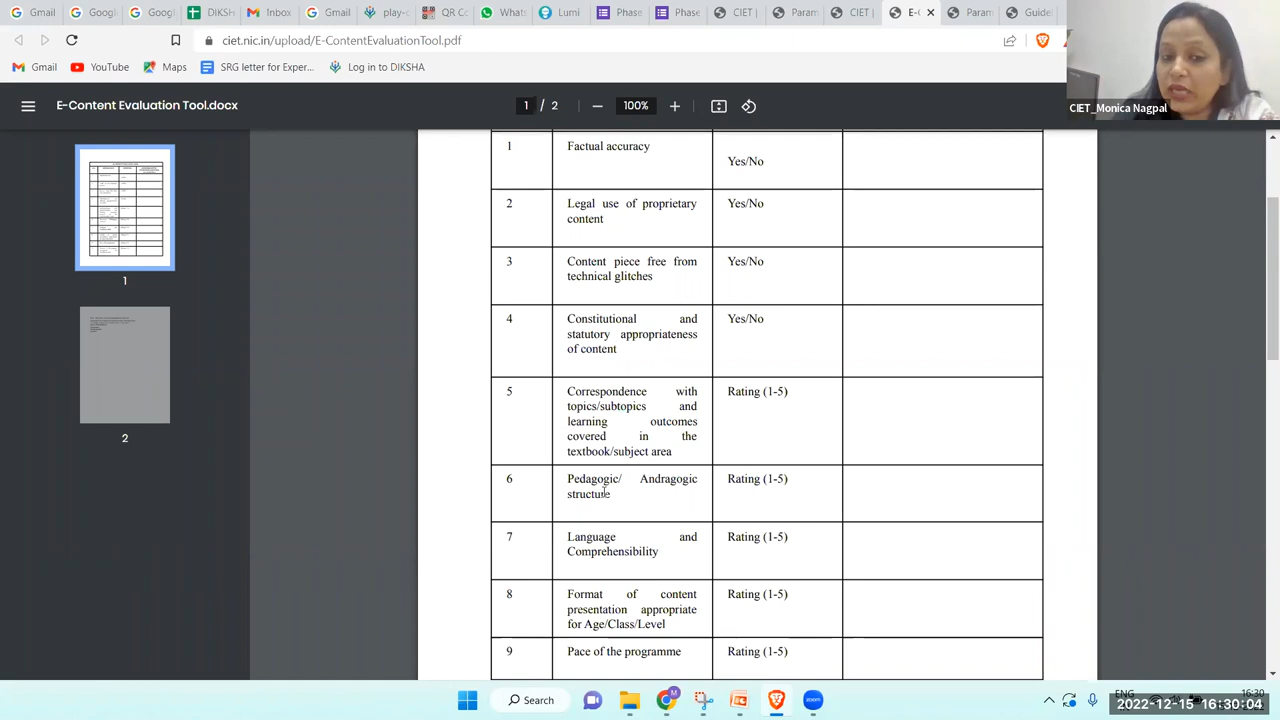 Gmail
Googl
Googl
DIKSH
Inbox
Gmail
play-c
QR Co
Whats
Lumi
Phase
Phase
CIET |
Param
CIET |
E-C
Param
Guide
ciet.nic.in/upload/E-ContentEvaluationTool.pdf
Gmail
YouTube
Maps
SRG letter for Exper...
Log in to DIKSHA
CIET_Monica Nagpal
E-Content Evaluation Tool.docx
1 / 2
100%
1
Factual accuracy
Yes/No
2
Legal use of proprietary
content
Yes/No
3
Content piece free from
technical glitches
Yes/No
4
Constitutional and
statutory appropriateness
of content
Yes/No
5
Correspondence with
topics/subtopics and
learning outcomes
covered in the
textbook/subject area
Rating (1-5)
6
Pedagogic/ Andragogic
structure
Rating (1-5)
7
Language and
Comprehensibility
Rating (1-5)
8
Format of content
presentation appropriate
for Age/Class/Level
Rating (1-5)
9
Pace of the programme
Rating (1-5)
1
2
Search
M
zoom
ENG
16:30
2022-12-15 16:30:04